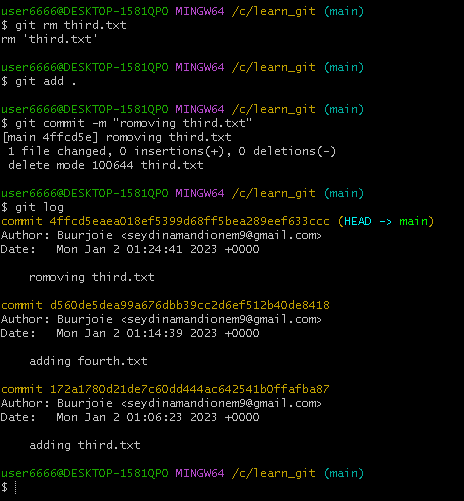 user6666@DESKTOP-1581QPO MINGW64 /c/learn_git (main)
$ git rm third.txt
rm 'third.txt'
user6666@DESKTOP-1581QPO MINGW64 /c/learn_git (main)
$ git add .
user6666@DESKTOP-1581QPO MINGW64 /c/learn_git (main)
$ git commit -m "romoving third.txt"
[main 4ffcd5e] romoving third.txt
 1 file changed, 0 insertions(+), 0 deletions(-)
 delete mode 100644 third.txt
user6666@DESKTOP-1581QPO MINGW64 /c/learn_git (main)
$ git log
commit 4ffcd5eaea018ef5399d68ff5bea289eef633ccc (HEAD -> main)
Author: Buurjoie <seydinamandionem9@gmail.com>
Date:   Mon Jan 2 01:24:41 2023 +0000
    romoving third.txt
commit d560de5dea99a676dbb39cc2d6ef512b40de8418
Author: Buurjoie <seydinamandionem9@gmail.com>
Date:   Mon Jan 2 01:14:39 2023 +0000
    adding fourth.txt
commit 172a1780d21de7c60dd444ac642541b0ffafba87
Author: Buurjoie <seydinamandionem9@gmail.com>
Date:   Mon Jan 2 01:06:23 2023 +0000
    adding third.txt
user6666@DESKTOP-1581QPO MINGW64 /c/learn_git (main)
$